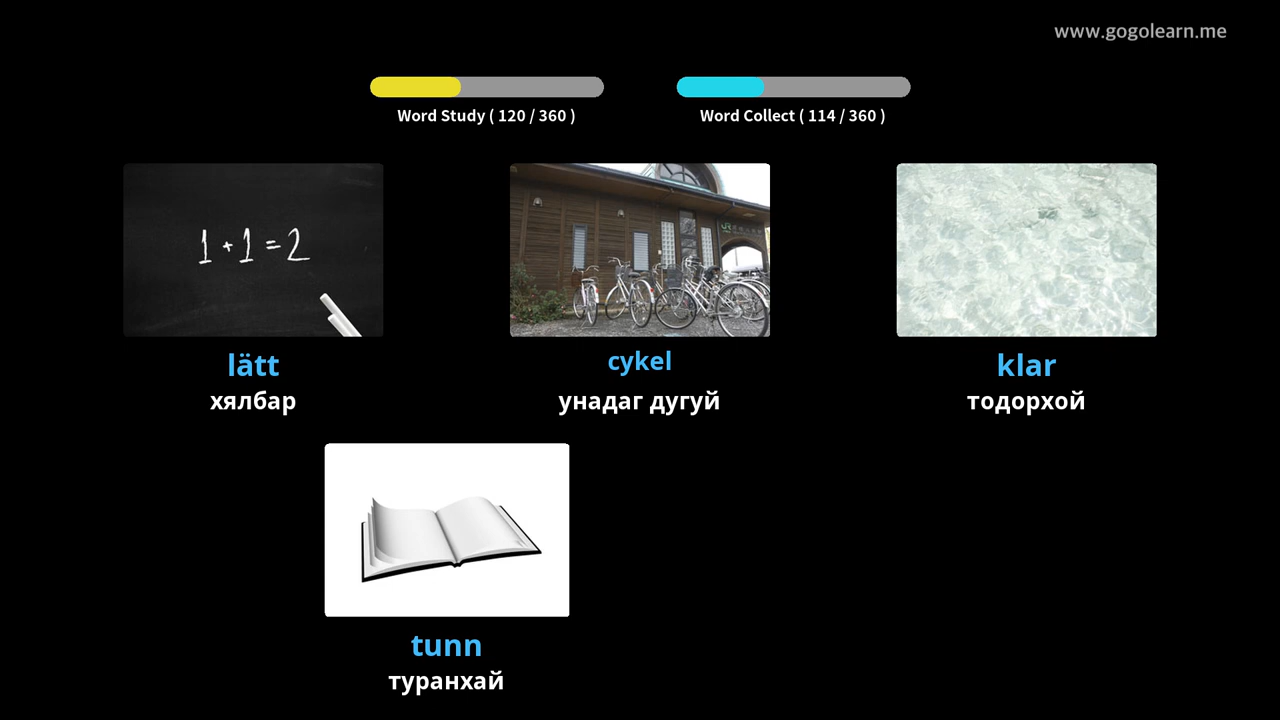 www.gogolearn.me
Word Study ( 120 / 360 )
Word Collect ( 114 / 360 )
1 + 1 = 2
JR
lätt
cykel
klar
хялбар
унадаг дугуй
тодорхой
tunn
туранхай